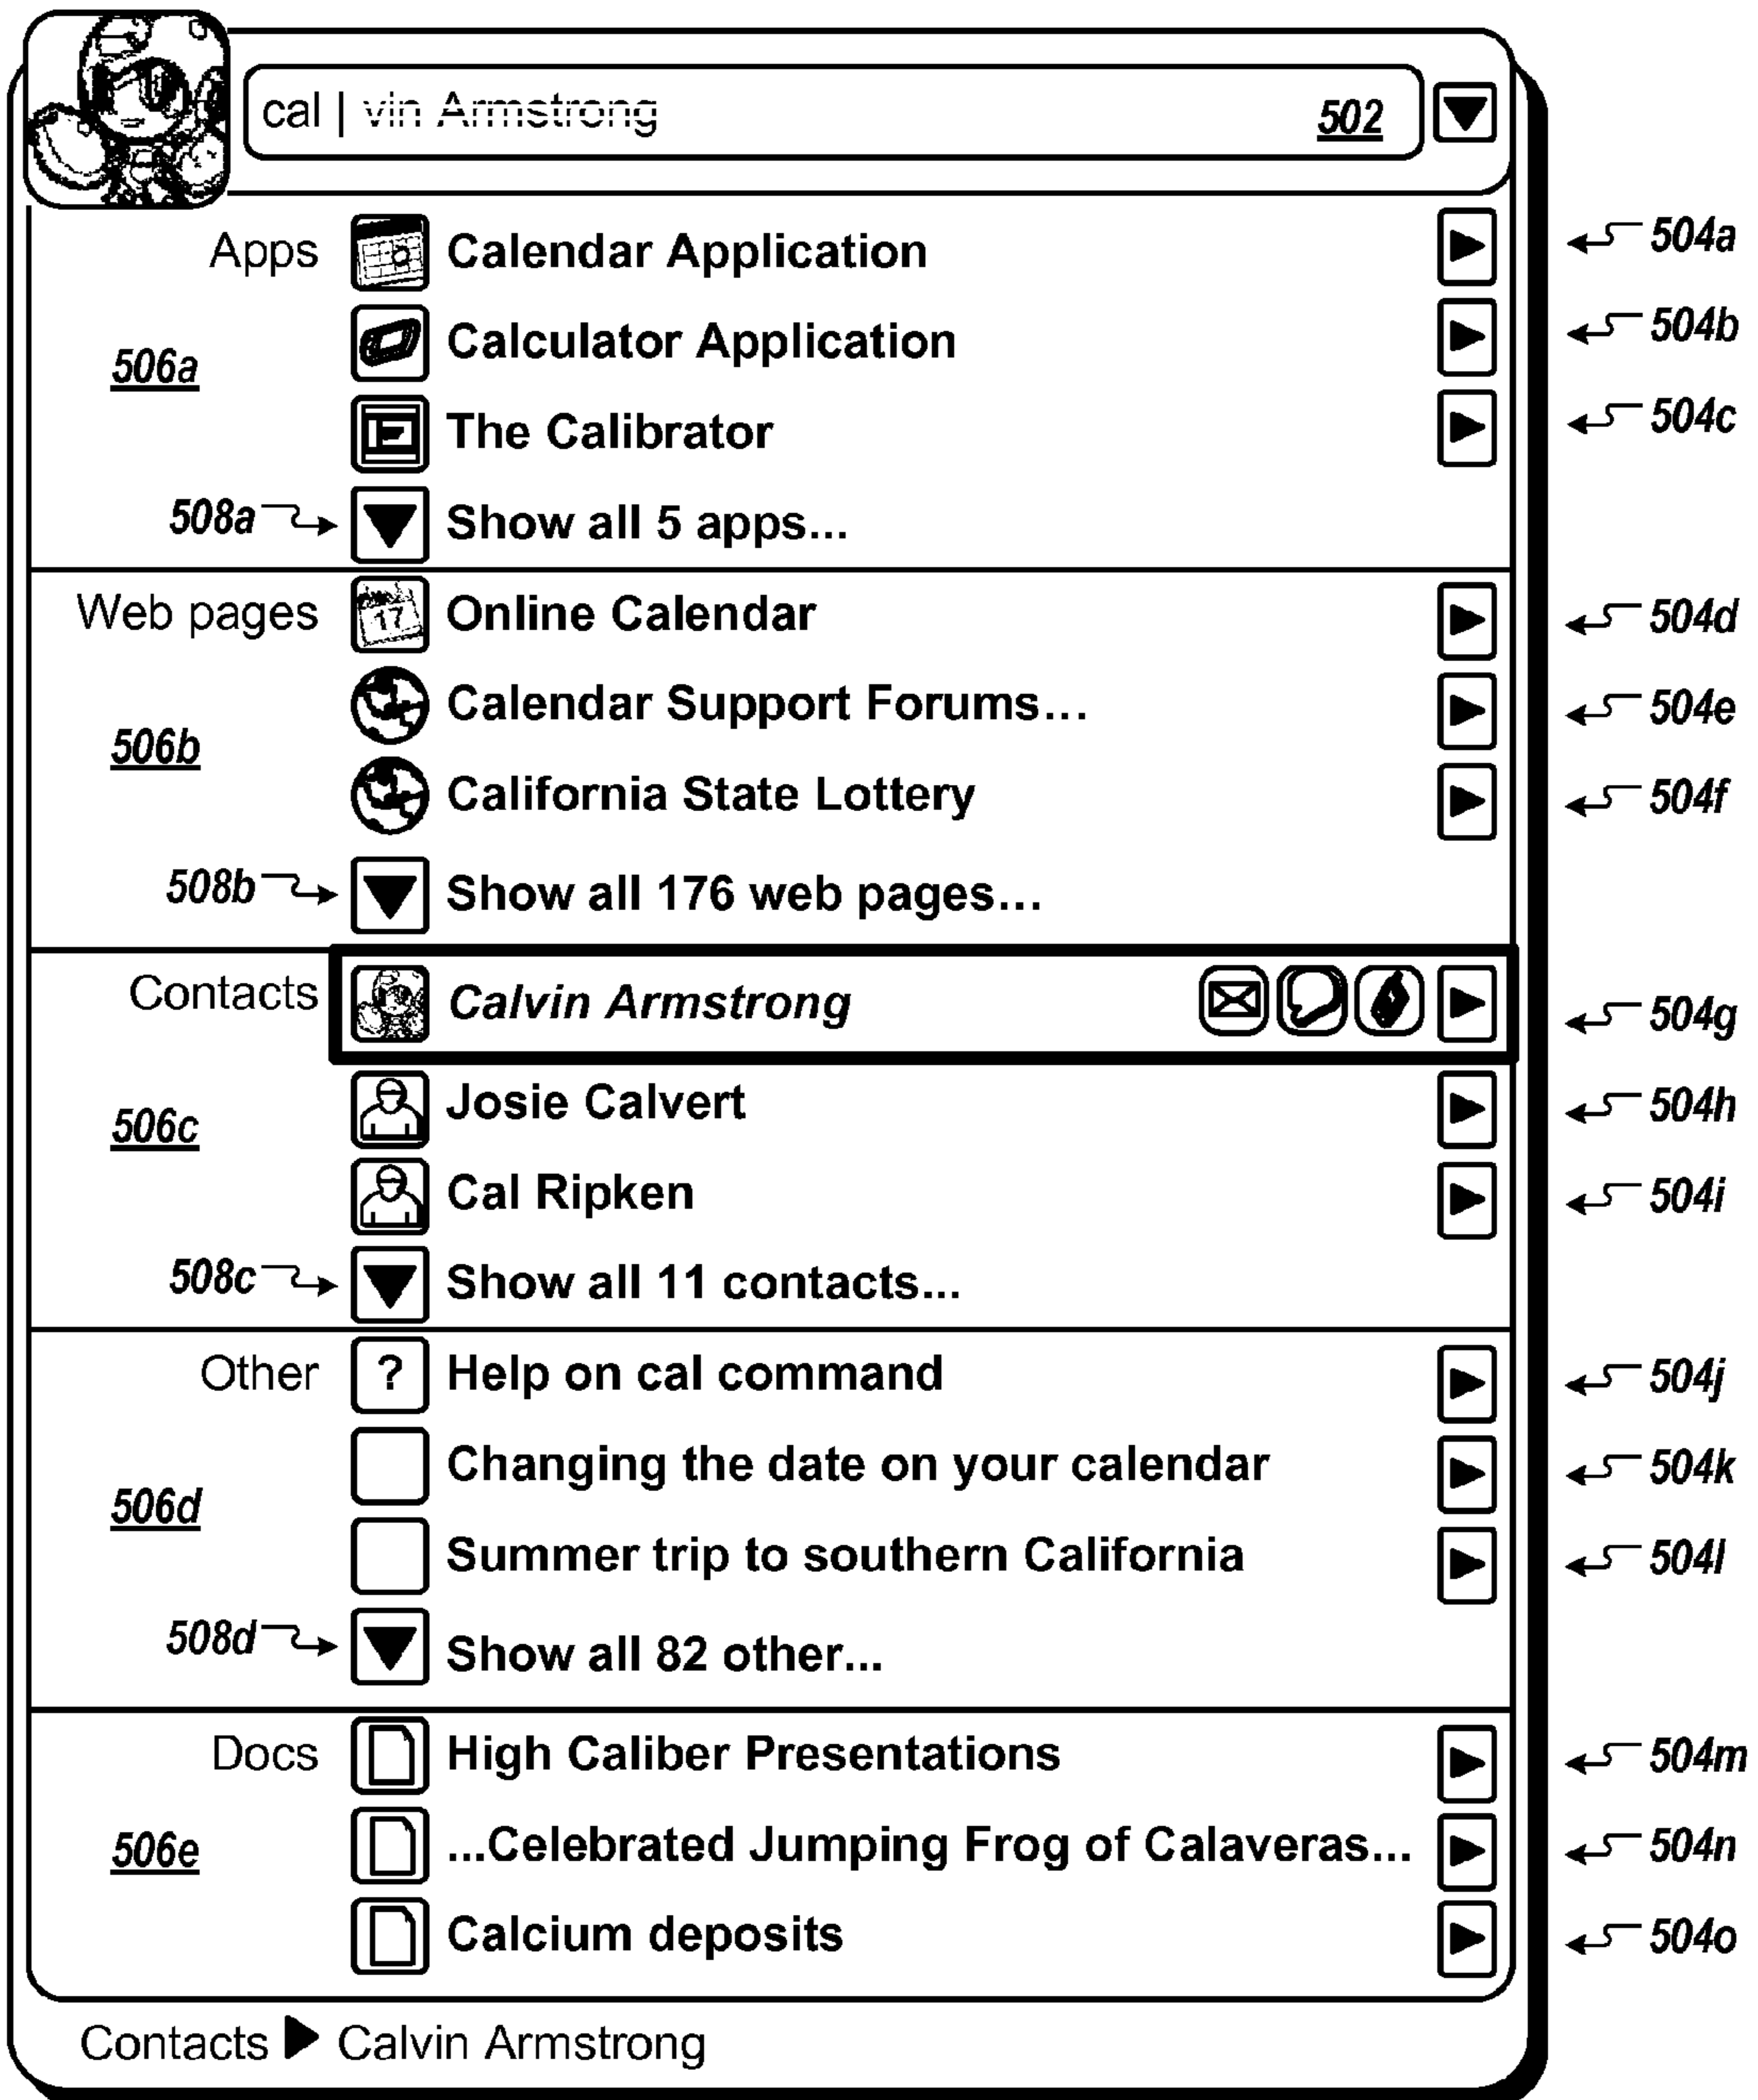 cal | vin Armstrong 502
Apps Calendar Application 504a
Calculator Application 504b
506a
The Calibrator 504c
508a Show all 5 apps...
Web pages 17 Online Calendar 504d
Calendar Support Forums... 504e
506b
California State Lottery 504f
508b Show all 176 web pages...
Contacts Calvin Armstrong 504g
506c Josie Calvert 504h
Cal Ripken 504i
508c Show all 11 contacts...
Other ? Help on cal command 504j
Changing the date on your calendar 504k
506d
Summer trip to southern California 504l
508d Show all 82 other...
Docs High Caliber Presentations 504m
506e ...Celebrated Jumping Frog of Calaveras... 504n
Calcium deposits 504o
Contacts ▶ Calvin Armstrong